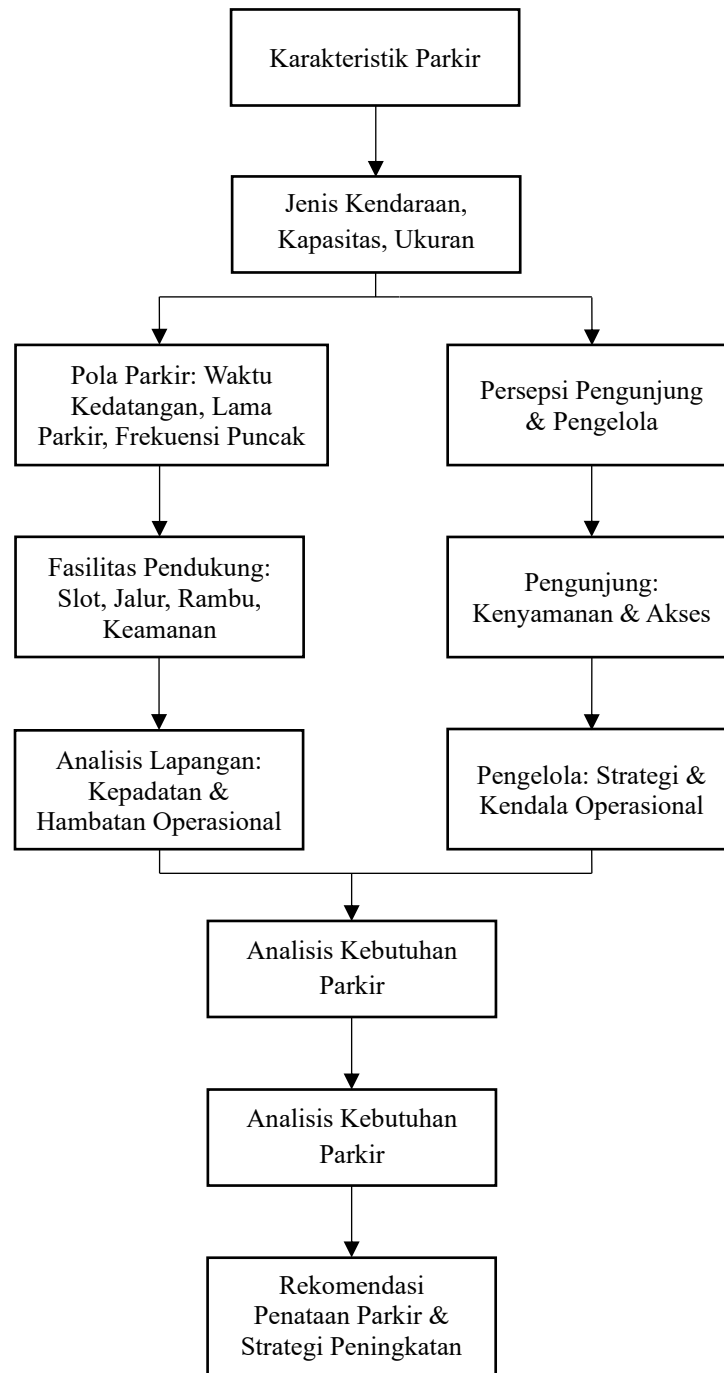 Karakteristik Parkir
Jenis Kendaraan,
Kapasitas, Ukuran
Pola Parkir: Waktu
Kedatangan, Lama
Parkir, Frekuensi Puncak
Persepsi Pengunjung
& Pengelola
Fasilitas Pendukung:
Slot, Jalur, Rambu,
Keamanan
Pengunjung:
Kenyamanan & Akses
Analisis Lapangan:
Kepadatan &
Hambatan Operasional
Pengelola: Strategi &
Kendala Operasional
Analisis Kebutuhan
Parkir
Analisis Kebutuhan
Parkir
Rekomendasi
Penataan Parkir &
Strategi Peningkatan